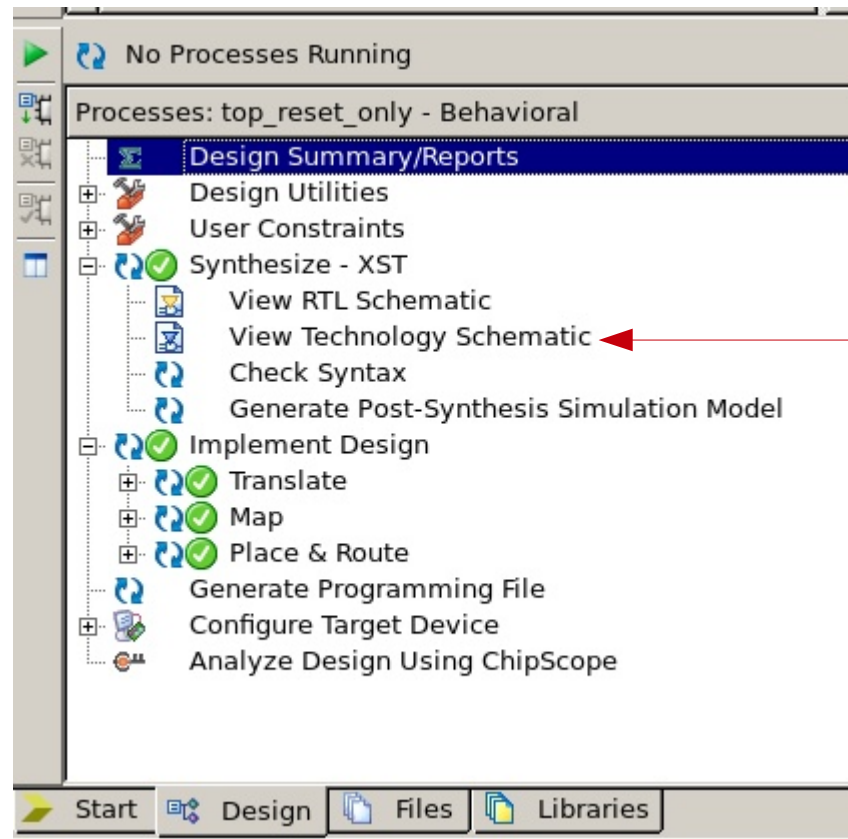 No Processes Running
Processes: top_reset_only - Behavioral
Design Summary/Reports
Design Utilities
User Constraints
Synthesize - XST
View RTL Schematic
View Technology Schematic
Check Syntax
Generate Post-Synthesis Simulation Model
Implement Design
Translate
Map
Place & Route
Generate Programming File
Configure Target Device
Analyze Design Using ChipScope
Start Design Files Libraries